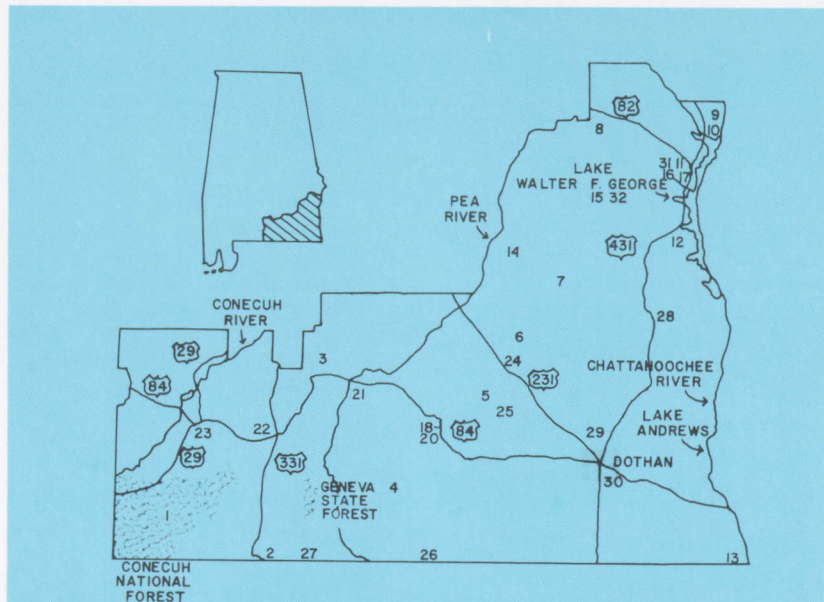 82
9
10
8
31 11
16 17
LAKE
WALTER F. GEORGE
15 32
PEA
RIVER
14
431
12
7
CONECUH
RIVER
28
29
84
3
6
24
231
CHATTAHOOCHEE
RIVER
LAKE
ANDREWS
21
5
25
18
20
84
23
22
29
331
29
DOTHAN
30
GENEVA
STATE
FOREST
4
1
2
27
26
13
CONECUH
NATIONAL
FOREST